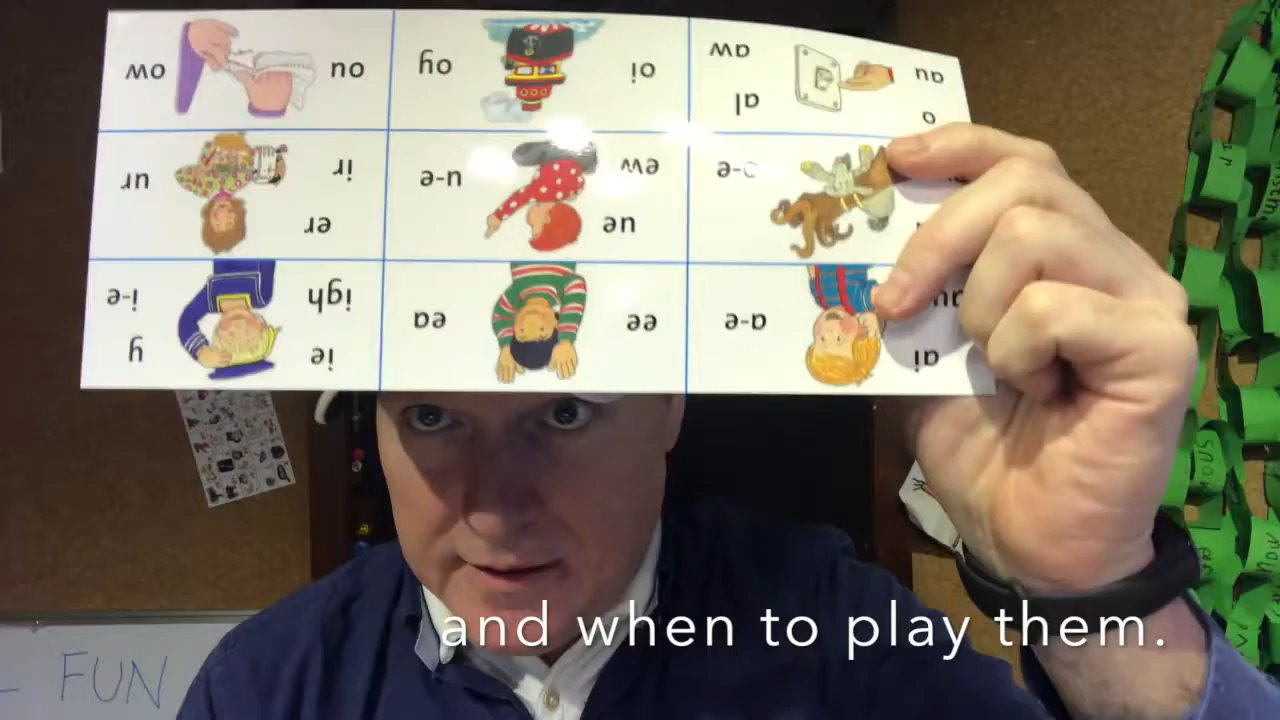 ai
a-e
ee ea
ie y
igh i-e
o-e
ue
ew u-e
er
ir ur
o al
au aw
oi oy
ou ow
FUN
and when to play them.